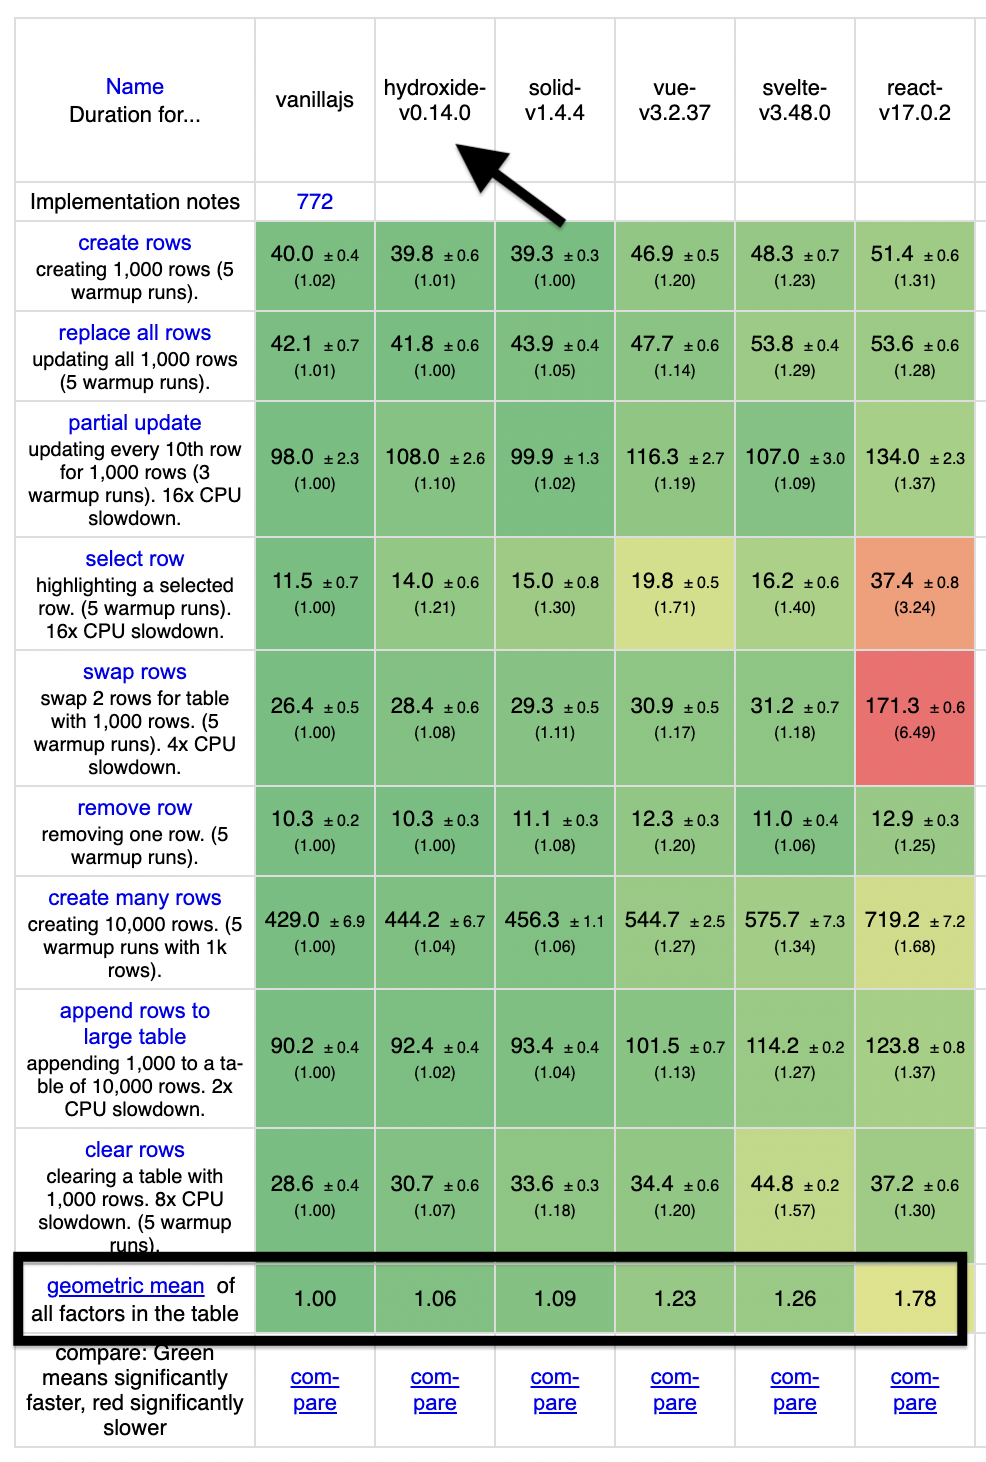 Name
Duration for...
vanillajs
hydroxide-
v0.14.0
solid-
v1.4.4
vue-
v3.2.37
svelte-
v3.48.0
react-
v17.0.2
Implementation notes
772
create rows
creating 1,000 rows (5
warmup runs).
40.0 ± 0.4
(1.02)
39.8 ± 0.6
(1.01)
39.3 ± 0.3
(1.00)
46.9 ± 0.5
(1.20)
48.3 ± 0.7
(1.23)
51.4 ± 0.6
(1.31)
replace all rows
updating all 1,000 rows
(5 warmup runs).
42.1 ± 0.7
(1.01)
41.8 ± 0.6
(1.00)
43.9 ± 0.4
(1.05)
47.7 ± 0.6
(1.14)
53.8 ± 0.4
(1.29)
53.6 ± 0.6
(1.28)
partial update
updating every 10th row
for 1,000 rows (3
warmup runs). 16x CPU
slowdown.
98.0 ± 2.3
(1.00)
108.0 ± 2.6
(1.10)
99.9 ± 1.3
(1.02)
116.3 ± 2.7
(1.19)
107.0 ± 3.0
(1.09)
134.0 ± 2.3
(1.37)
select row
highlighting a selected
row. (5 warmup runs).
16x CPU slowdown.
11.5 ± 0.7
(1.00)
14.0 ± 0.6
(1.21)
15.0 ± 0.8
(1.30)
19.8 ± 0.5
(1.71)
16.2 ± 0.6
(1.40)
37.4 ± 0.8
(3.24)
swap rows
swap 2 rows for table
with 1,000 rows. (5
warmup runs). 4x CPU
slowdown.
26.4 ± 0.5
(1.00)
28.4 ± 0.6
(1.08)
29.3 ± 0.5
(1.11)
30.9 ± 0.5
(1.17)
31.2 ± 0.7
(1.18)
171.3 ± 0.6
(6.49)
remove row
removing one row. (5
warmup runs).
10.3 ± 0.2
(1.00)
10.3 ± 0.3
(1.00)
11.1 ± 0.3
(1.08)
12.3 ± 0.3
(1.20)
11.0 ± 0.4
(1.06)
12.9 ± 0.3
(1.25)
create many rows
creating 10,000 rows. (5
warmup runs with 1k
rows).
429.0 ± 6.9
(1.00)
444.2 ± 6.7
(1.04)
456.3 ± 1.1
(1.06)
544.7 ± 2.5
(1.27)
575.7 ± 7.3
(1.34)
719.2 ± 7.2
(1.68)
append rows to
large table
appending 1,000 to a ta-
ble of 10,000 rows. 2x
CPU slowdown.
90.2 ± 0.4
(1.00)
92.4 ± 0.4
(1.02)
93.4 ± 0.4
(1.04)
101.5 ± 0.7
(1.13)
114.2 ± 0.2
(1.27)
123.8 ± 0.8
(1.37)
clear rows
clearing a table with
1,000 rows. 8x CPU
slowdown. (5 warmup
runs).
28.6 ± 0.4
(1.00)
30.7 ± 0.6
(1.07)
33.6 ± 0.3
(1.18)
34.4 ± 0.6
(1.20)
44.8 ± 0.2
(1.57)
37.2 ± 0.6
(1.30)
geometric mean of
all factors in the table
1.00
1.06
1.09
1.23
1.26
1.78
compare: Green
means significantly
faster, red significantly
slower
com-
pare
com-
pare
com-
pare
com-
pare
com-
pare
com-
pare